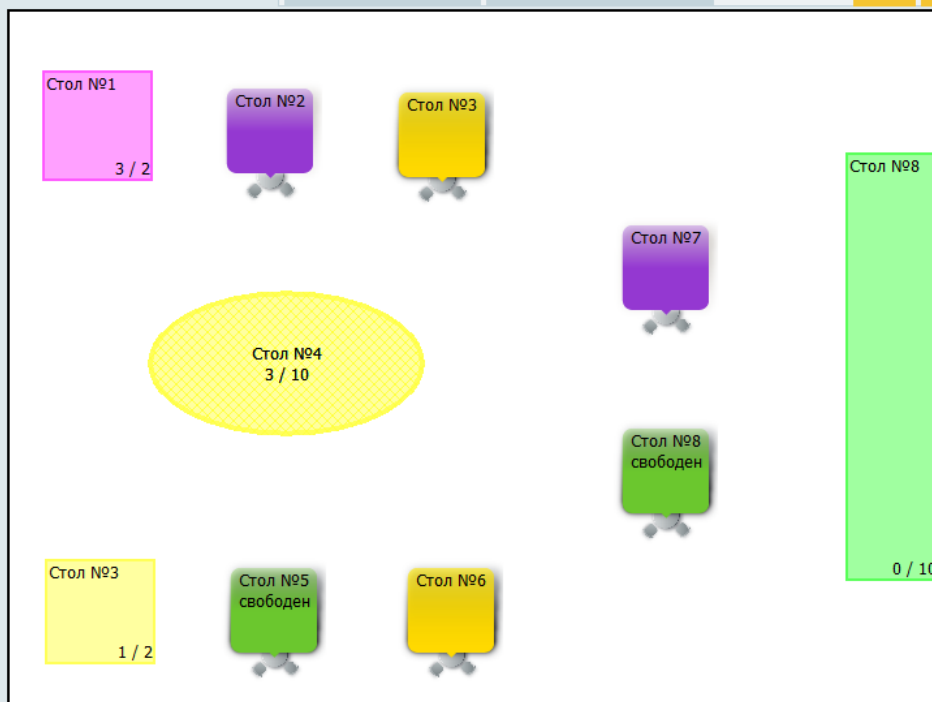 Стол №1
3 / 2
Стол №2
Стол №3
Стол №8
Стол №7
Стол №4
3 / 10
Стол №8
свободен
0 / 10
Стол №3
1 / 2
Стол №5
свободен
Стол №6